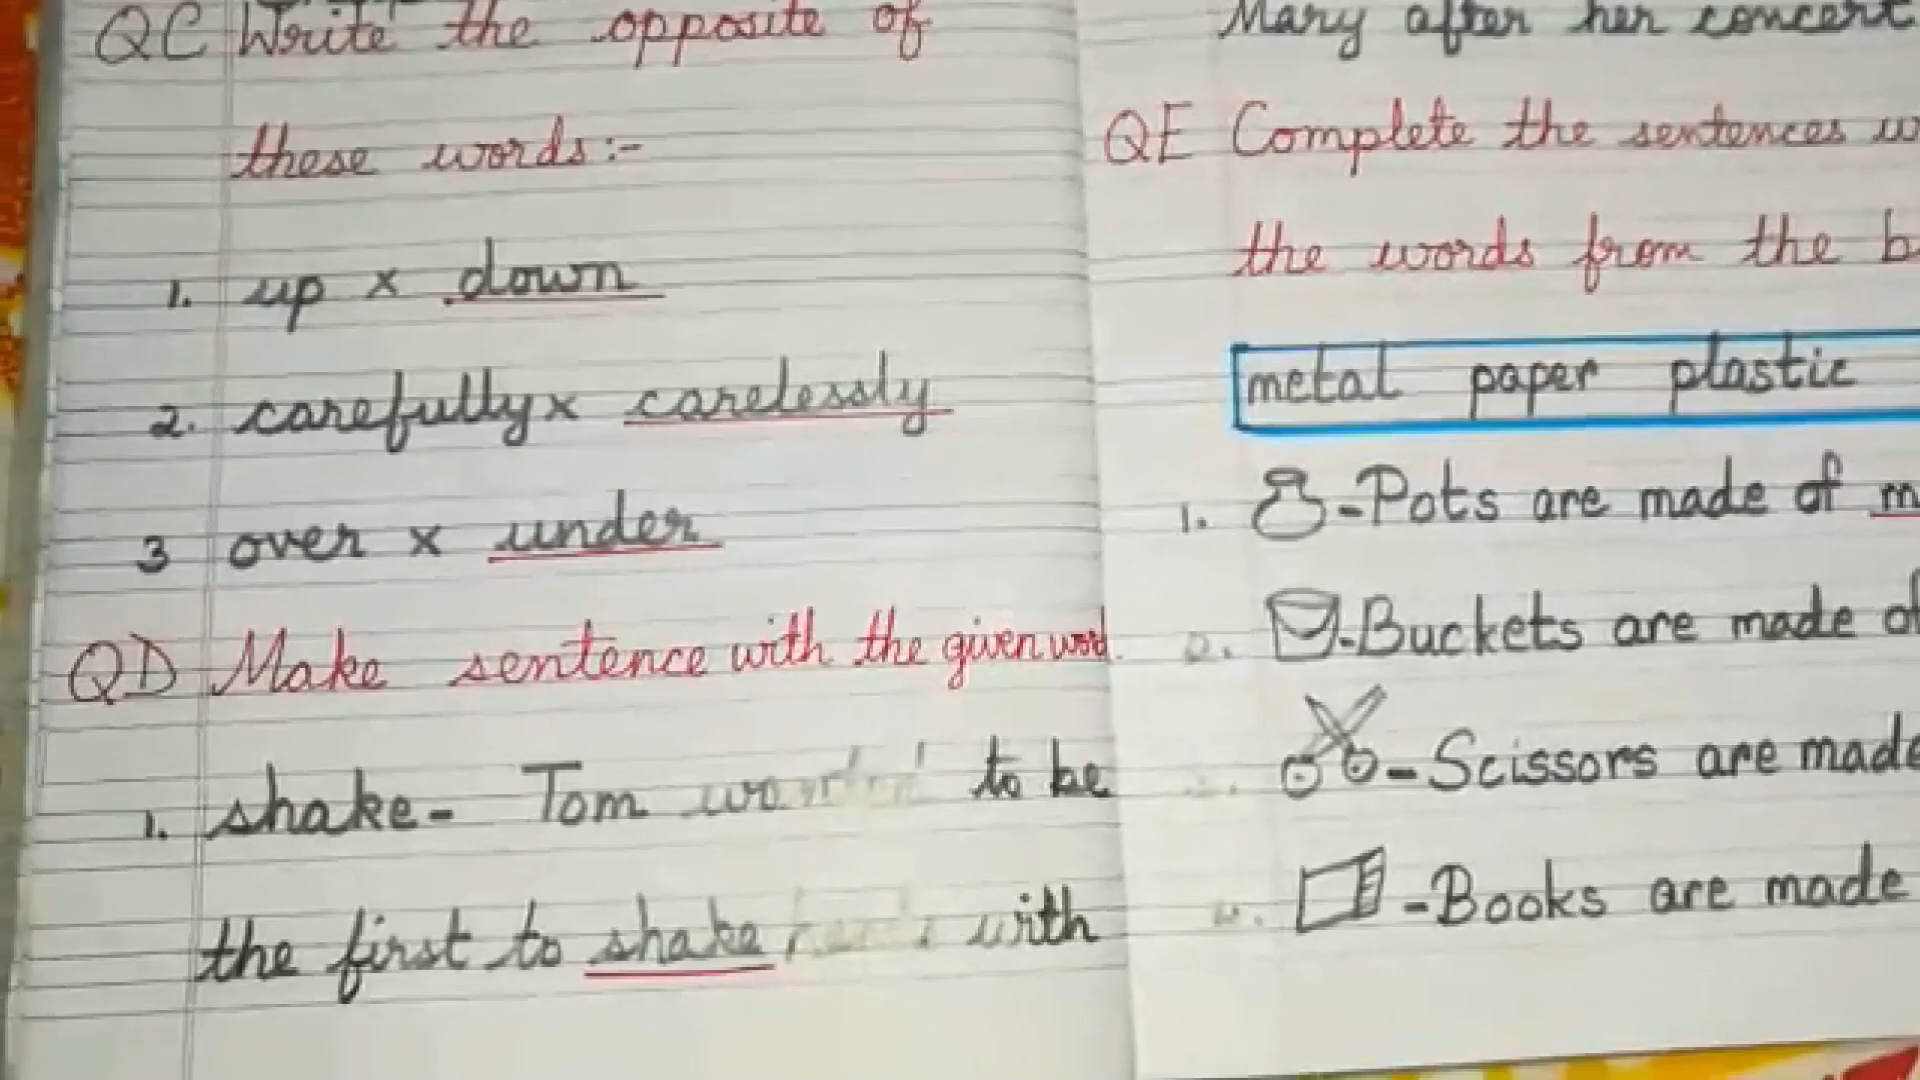 QC Write the opposite of
these words:-
1. up x down
2. carefully x carelessly
3 over x under
QD Make sentence with the given word.
1. shake- Tom to be
the first to shake with
Mary after her concert
QE Complete the sentences
the words from the
metal paper plastic
1. -Pots are made of
2. -Buckets are made
-Scissors are made
-Books are made